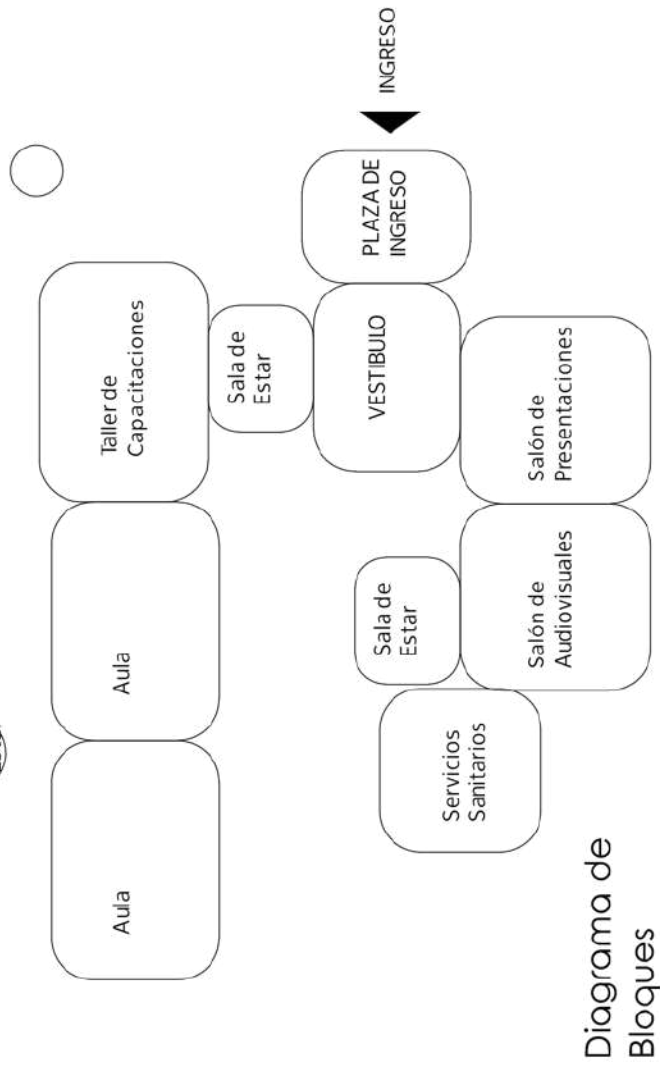 Aula
Aula
Taller de
Capacitaciones
Sala de
Estar
Sala de
Estar
VESTIBULO
PLAZA DE
INGRESO
INGRESO
Servicios
Sanitarios
Salón de
Audiovisuales
Salón de
Presentaciones
Diagrama de
Bloques